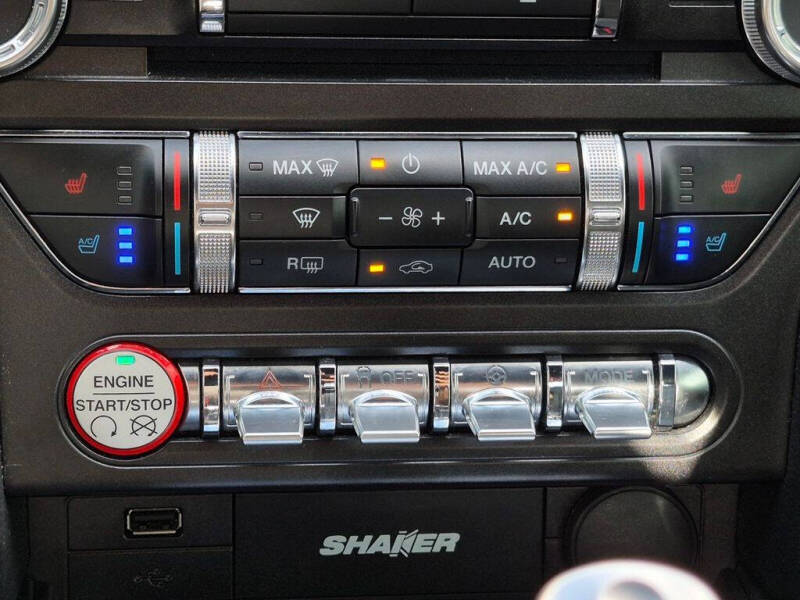 MAX
MAX A/C
A/C
A/C
A/C
R
AUTO
ENGINE
START/STOP
OFF
MODE
SHAKER